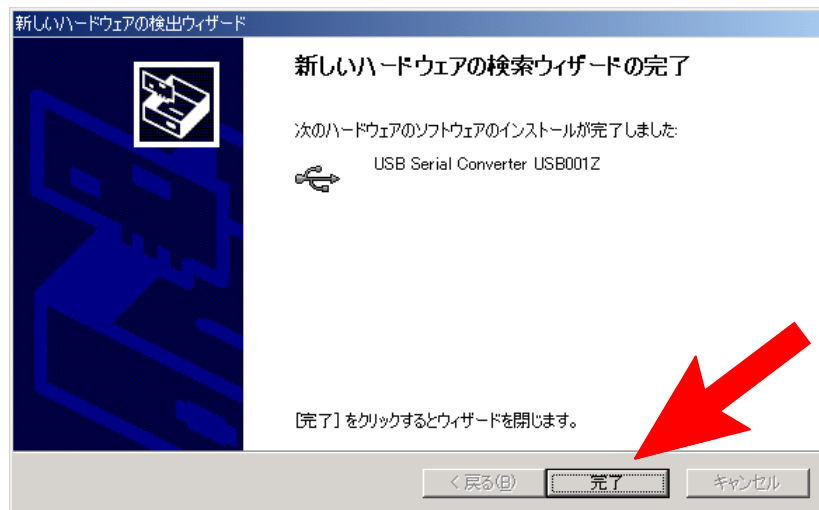 新しいハードウェアの検出ウィザード
新しいハードウェアの検索ウィザードの完了
次のハードウェアのソフトウェアのインストールが完了しました:
USB Serial Converter USB001Z
[完了] をクリックするとウィザードを閉じます。
< 戻る(B) 完了 キャンセル